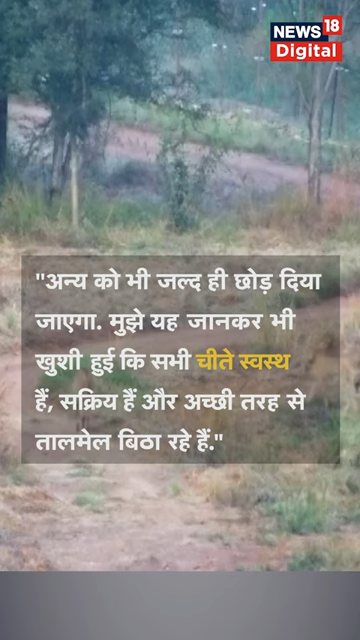 NEWS 18
Digital
"अन्य को भी जल्द ही छोड़ दिया
जाएगा. मुझे यह जानकर भी
खुशी हुई कि सभी चीते स्वस्थ
हैं, सक्रिय हैं और अच्छी तरह से
तालमेल बिठा रहे हैं."